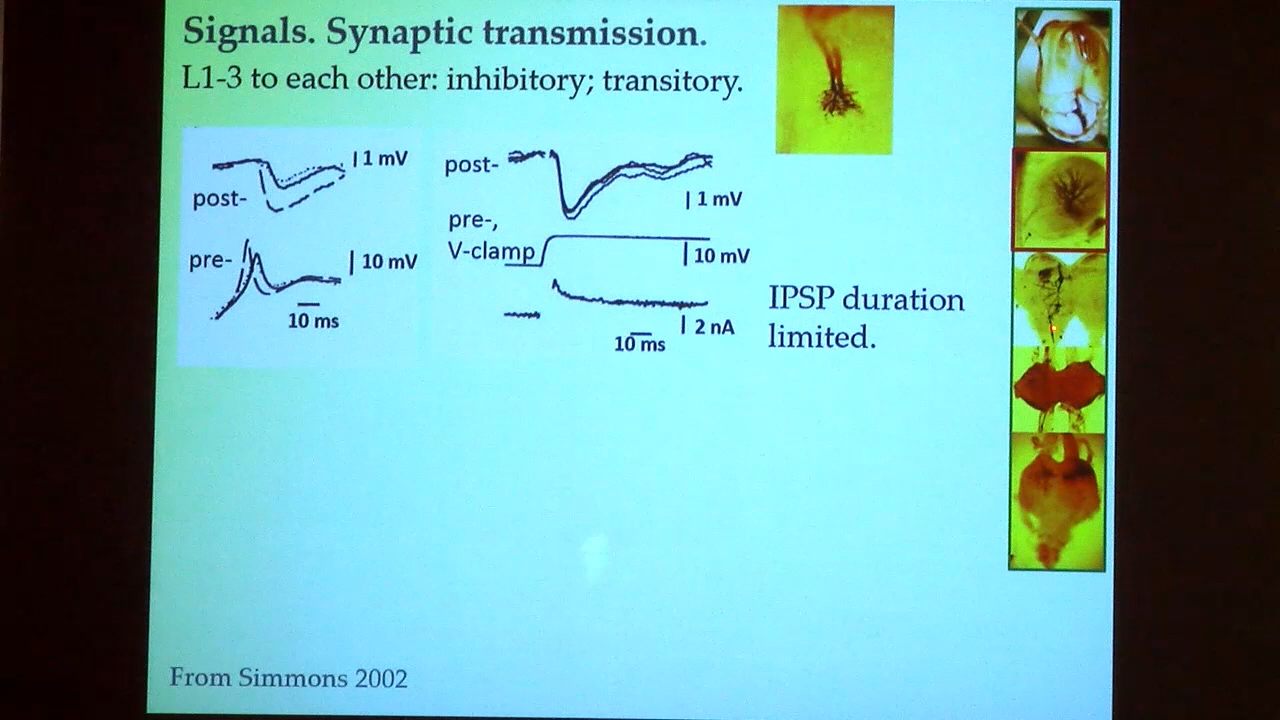 Signals. Synaptic transmission.
L1-3 to each other: inhibitory; transitory.
1 mV
post-
pre-
10 mV
10 ms
post-
1 mV
pre-,
V-clamp
10 mV
2 nA
10 ms
IPSP duration
limited.
From Simmons 2002